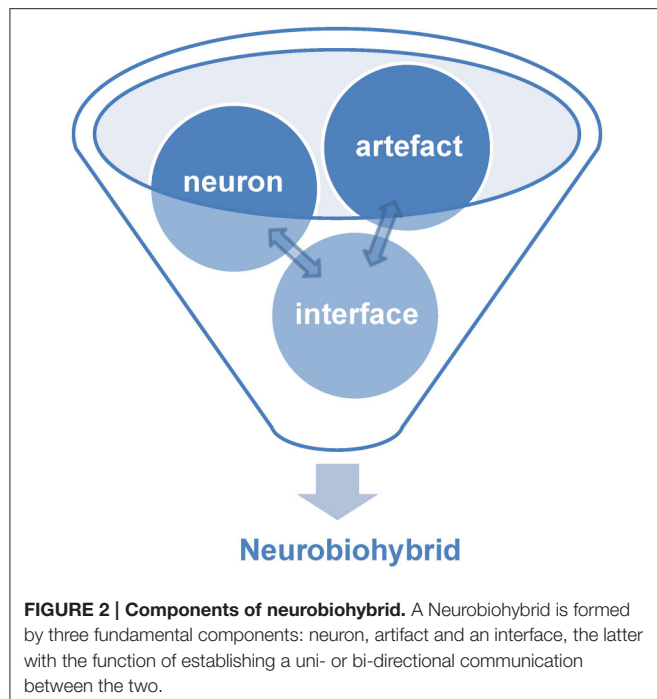 artefact
neuron
interface
Neurobiohybrid
FIGURE 2 | Components of neurobiohybrid. A Neurobiohybrid is formed
by three fundamental components: neuron, artifact and an interface, the latter
with the function of establishing a uni- or bi-directional communication
between the two.